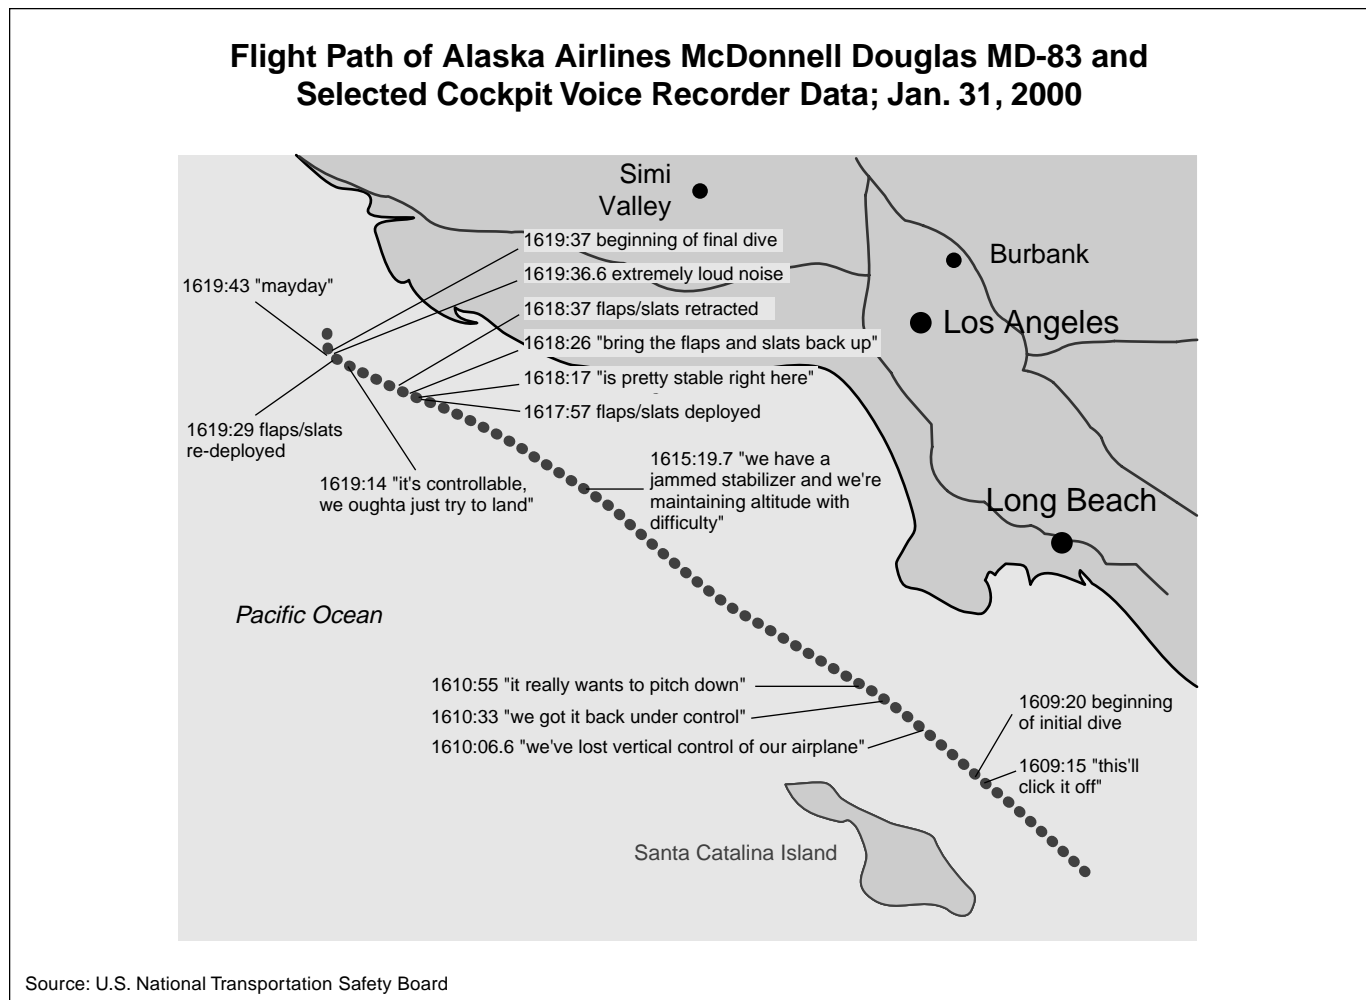 Flight Path of Alaska Airlines McDonnell Douglas MD-83 and
Selected Cockpit Voice Recorder Data; Jan. 31, 2000
Simi
Valley
1619:37 beginning of final dive
Burbank
1619:36.6 extremely loud noise
1619:43 "mayday"
1618:37 flaps/slats retracted
Los Angeles
1618:26 "bring the flaps and slats back up"
1618:17 "is pretty stable right here"
1617:57 flaps/slats deployed
1619:29 flaps/slats
re-deployed
1619:14 "it's controllable,
we oughta just try to land"
1615:19.7 "we have a
jammed stabilizer and we're
maintaining altitude with
difficulty"
Long Beach
Pacific Ocean
1610:55 "it really wants to pitch down"
1610:33 "we got it back under control"
1610:06.6 "we've lost vertical control of our airplane"
1609:20 beginning
of initial dive
1609:15 "this'll
click it off"
Santa Catalina Island
Source: U.S. National Transportation Safety Board